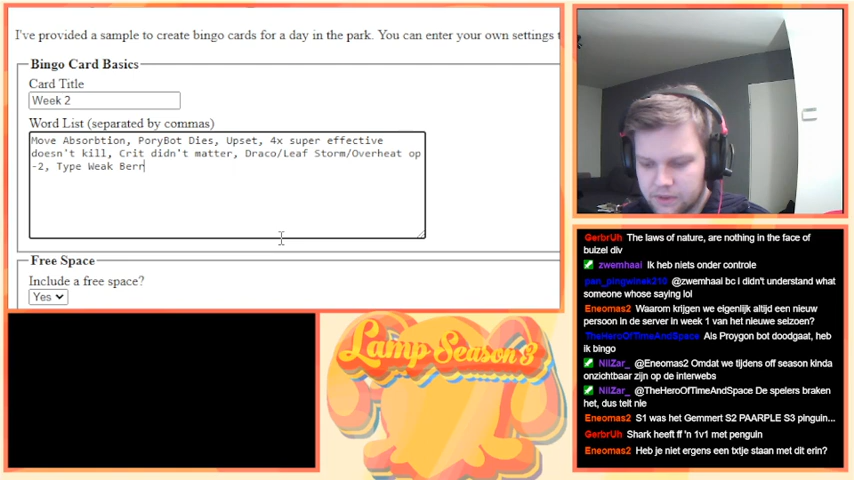 I've provided a sample to create bingo cards for a day in the park. You can enter your own settings t
Bingo Card Basics
Card Title
Week 2
Word List (separated by commas)
Move Absorbtion, PoryBot Dies, Upset, 4x super effective
doesn't kill, Crit didn't matter, Draco/Leaf Storm/Overheat op
-2, Type Weak Berr
Free Space
Include a free space?
Yes
Lamp Season 3
GerbrUh The laws of nature, are nothing in the face of
buizel div
zwemhaai Ik heb niets onder controle
pan_pingwinek210 @zwemhaai bc i didn't understand what
someone whose saying lol
Eneomas2 Waarom krijgen we eigenlijk altijd een nieuw
persoon in de server in week 1 van het nieuwe seizoen?
TheHeroOfTimeAndSpace Als Proygon bot doodgaat, heb
ik bingo
NilZar_ @Eneomas2 Omdat we tijdens off season kinda
onzichtbaar zijn op de interwebs
NilZar_ @TheHeroOfTimeAndSpace De spelers braken
het, dus telt nie
Eneomas2 S1 was het Gemmert S2 PAARPLE S3 pinguin...
GerbrUh Shark heeft ff 'n 1v1 met penguin
Eneomas2 Heb je niet ergens een txtje staan met dit erin?